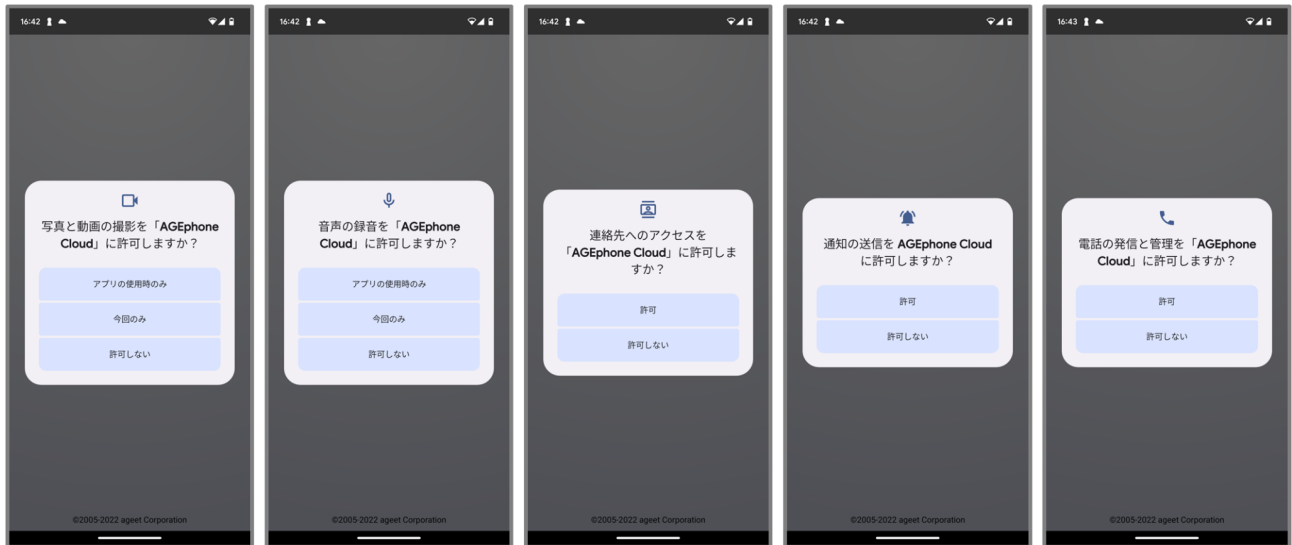 16:42
写真と動画の撮影を「AGEphone
Cloud」に許可しますか？
アプリの使用時のみ
今回のみ
許可しない
©2005-2022 ageet Corporation
16:42
音声の録音を「AGEphone
Cloud」に許可しますか？
アプリの使用時のみ
今回のみ
許可しない
©2005-2022 ageet Corporation
16:42
連絡先へのアクセスを
「AGEphone Cloud」に許可しま
すか？
許可
許可しない
©2005-2022 ageet Corporation
16:42
通知の送信を AGEphone Cloud
に許可しますか？
許可
許可しない
©2005-2022 ageet Corporation
16:43
電話の発信と管理を「AGEphone
Cloud」に許可しますか？
許可
許可しない
©2005-2022 ageet Corporation